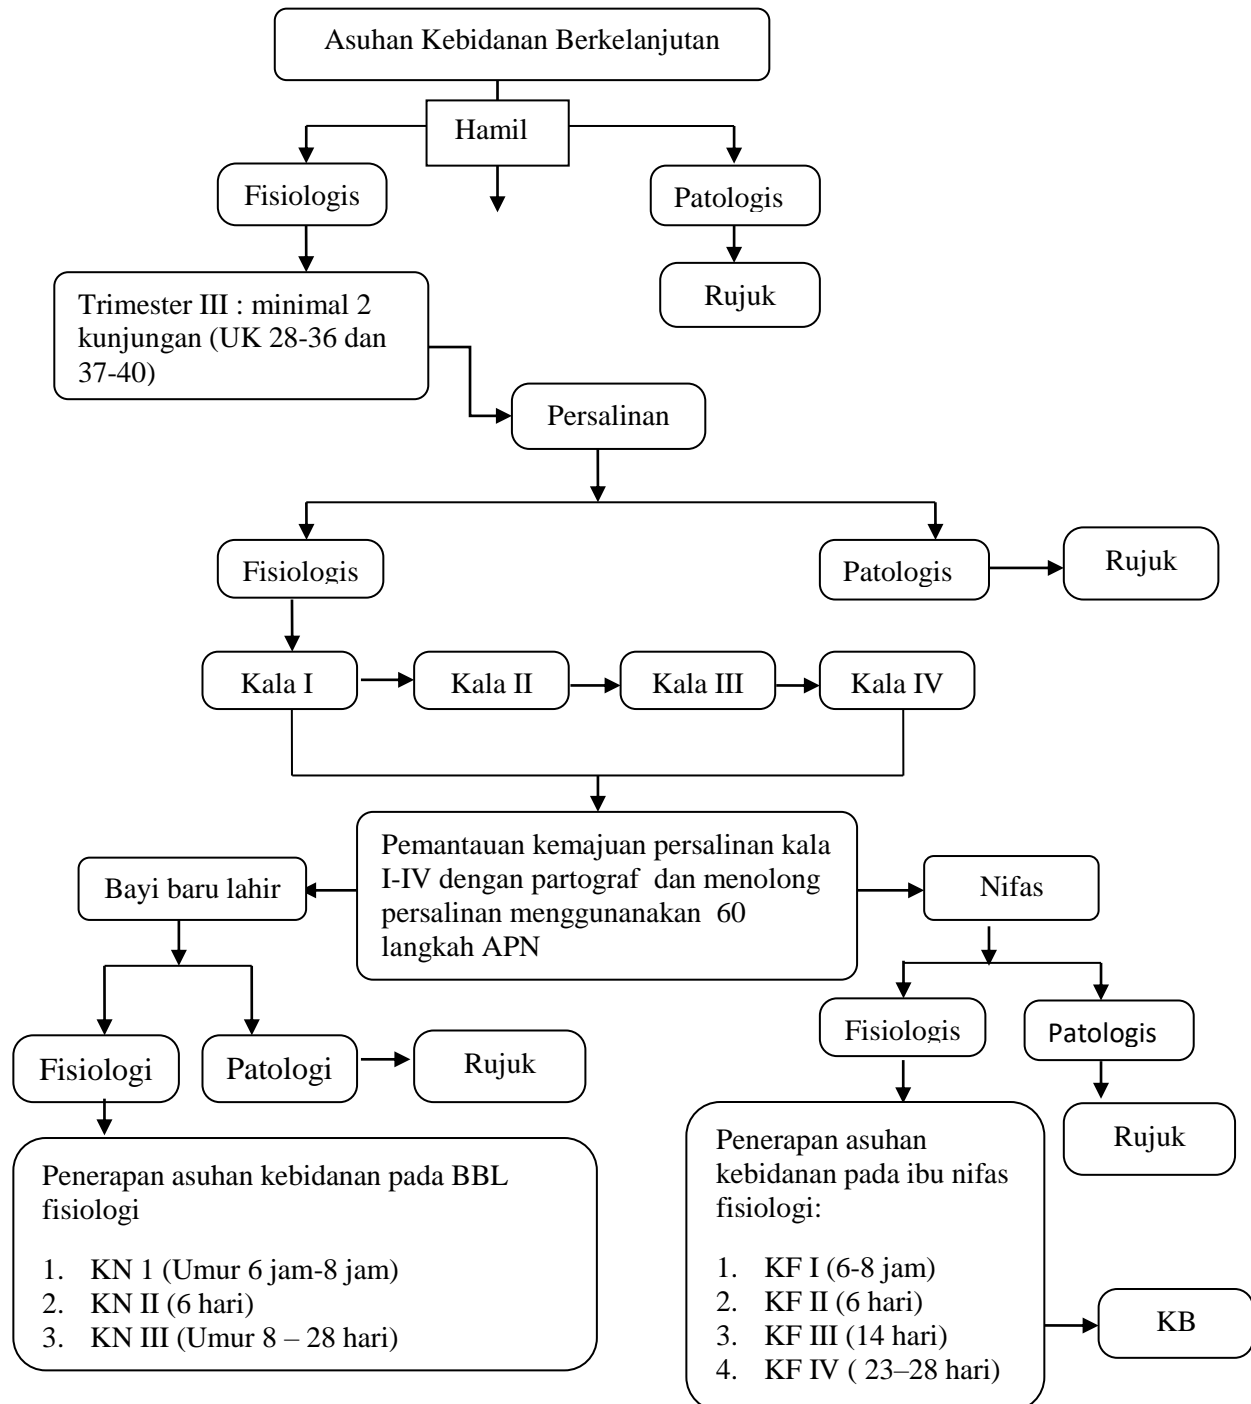 Asuhan Kebidanan Berkelanjutan
Hamil
Fisiologis
Patologis
Rujuk
Trimester III : minimal 2
kunjungan (UK 28-36 dan
37-40)
Persalinan
Fisiologis
Patologis
Rujuk
Kala I
Kala II
Kala III
Kala IV
Pemantauan kemajuan persalinan kala
I-IV dengan partograf dan menolong
persalinan menggunanakan 60
langkah APN
Bayi baru lahir
Nifas
Fisiologis
Patologis
Fisiologi
Patologi
Rujuk
Rujuk
Penerapan asuhan kebidanan pada BBL
fisiologi
1. KN 1 (Umur 6 jam-8 jam)
2. KN II (6 hari)
3. KN III (Umur 8 – 28 hari)
Penerapan asuhan
kebidanan pada ibu nifas
fisiologi:
1. KF I (6-8 jam)
2. KF II (6 hari)
3. KF III (14 hari)
4. KF IV ( 23–28 hari)
KB